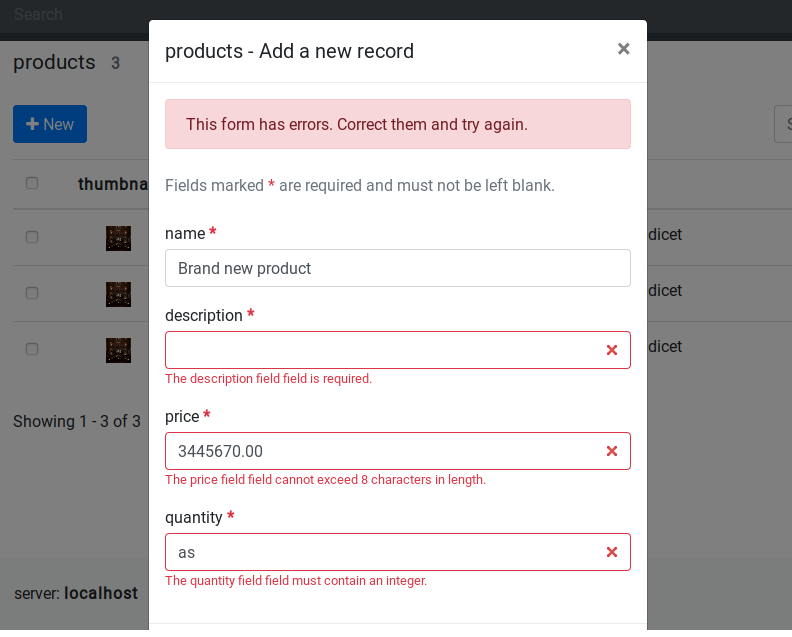 Search
products - Add a new record ×
products 3
This form has errors. Correct them and try again.
New
Fields marked * are required and must not be left blank.
name *
Brand new product
dicet
description *
dicet
The description field field is required.
dicet
price *
3445670.00
Showing 1 - 3 of 3
The price field field cannot exceed 8 characters in length.
quantity *
as
The quantity field field must contain an integer.
server: localhost